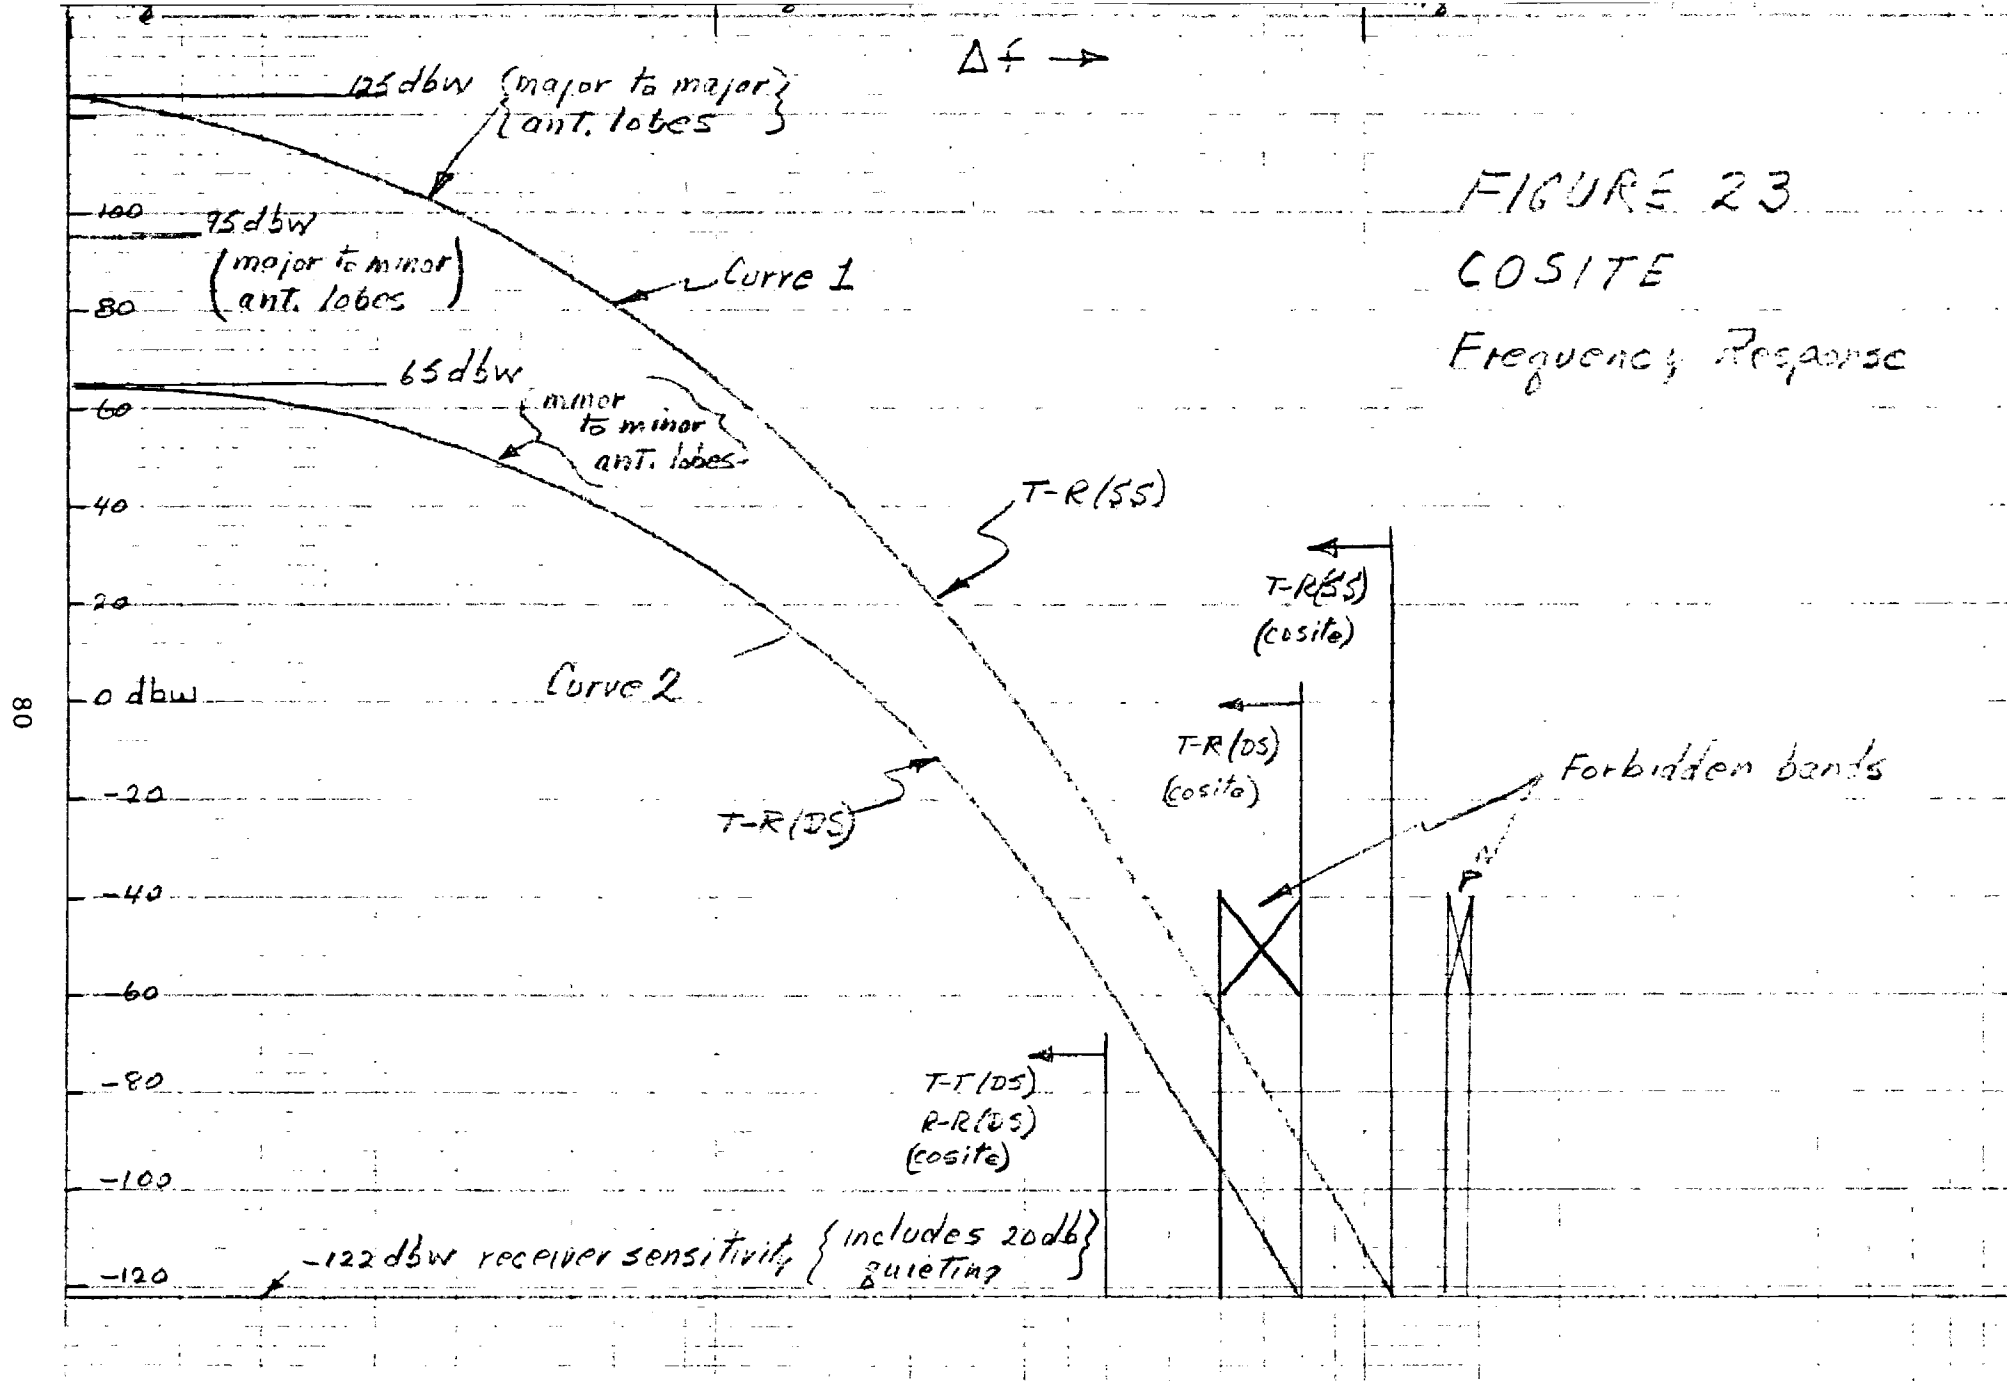 Δf →
125 dbw (major to major)
ant. lobes
FIGURE 23
COSITE
Frequency Response
100
95 dbw
(major to minor)
ant. lobes
Curve 1
80
65 dbw
60
(minor
to minor
ant. lobes
40
T-R(SS)
T-R(SS)
(cosite)
20
0 dbw
Curve 2
T-R(DS)
(cosite)
Forbidden bands
-20
T-R(DS)
-40
-60
-80
T-T(DS)
R-R(DS)
(cosite)
-100
-122 dbw receiver sensitivity {includes 20 db}
quieting
-120
80